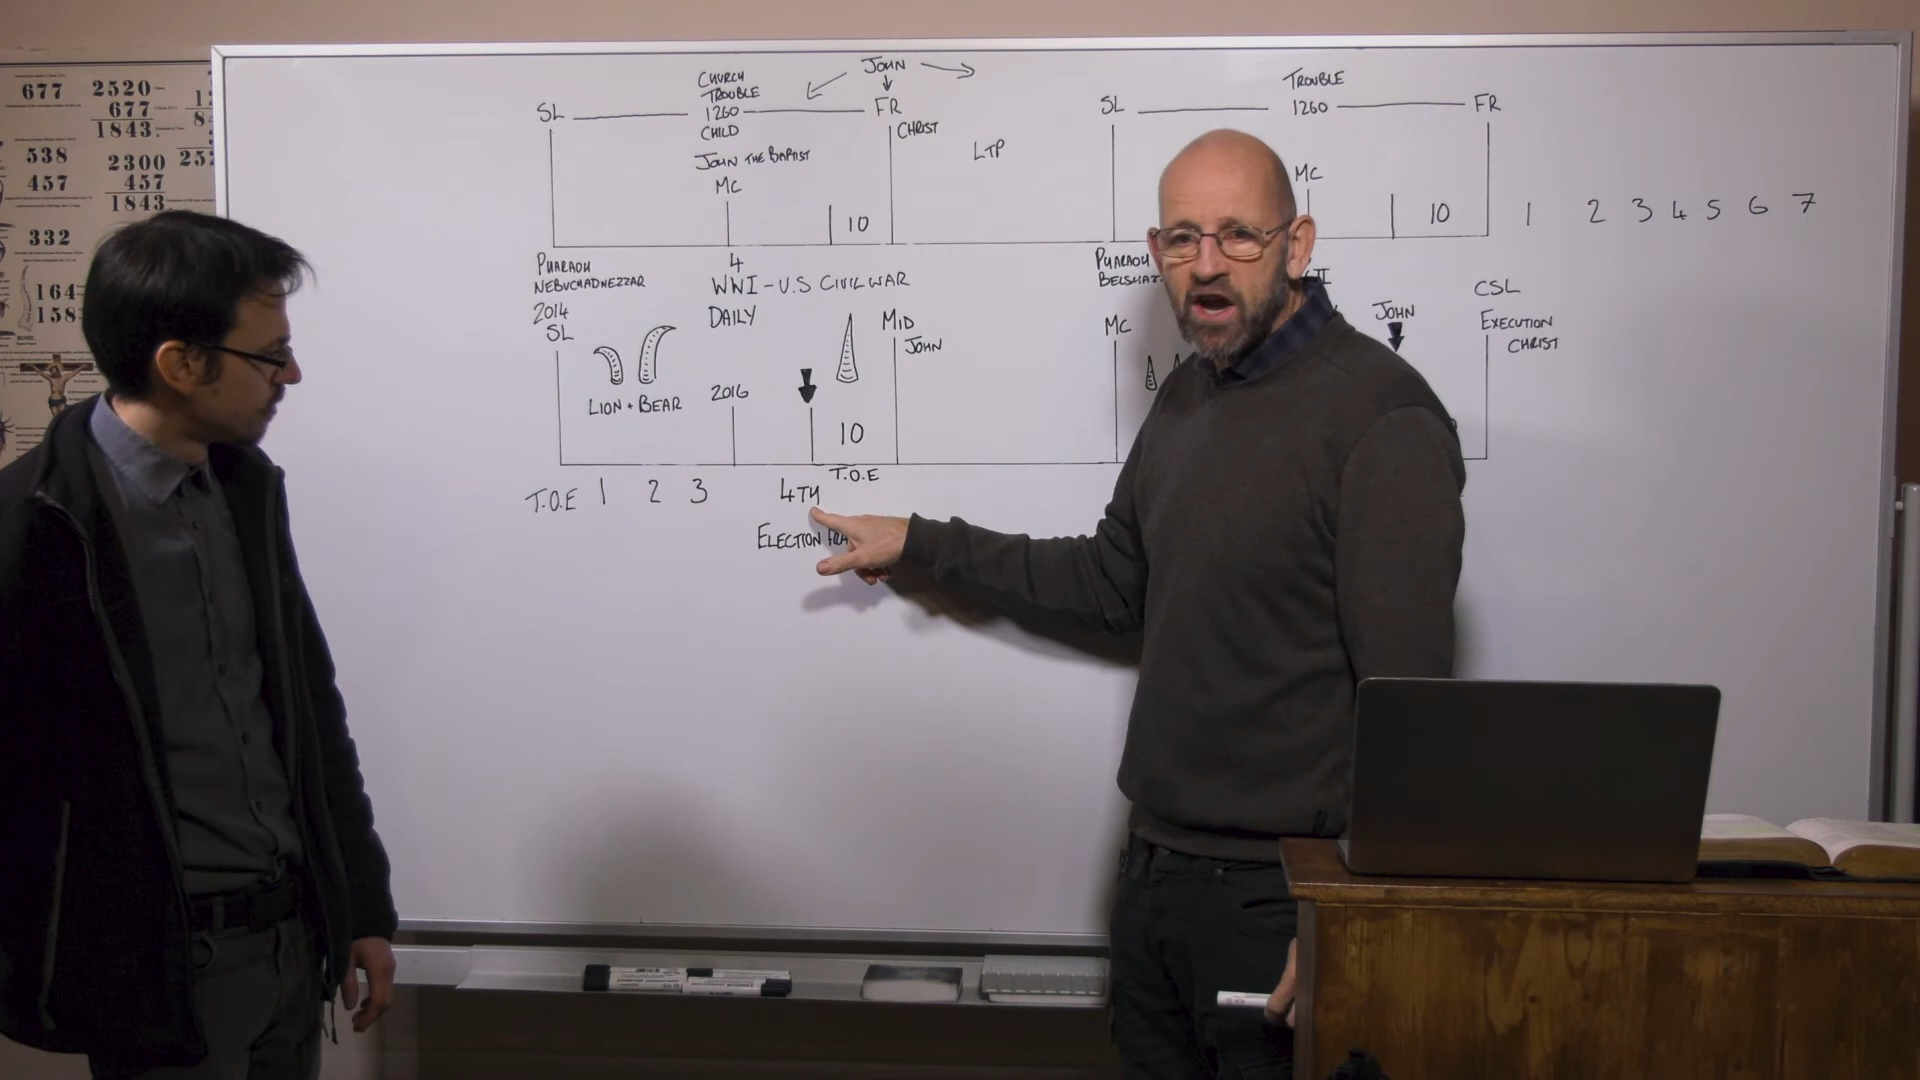 677
2520
677
1843.
538
457
2300
457
1843.
332
164
158
JOHN
CHURCH
TROUBLE
SL 1260 FR
CHILD
CHRIST
JOHN THE BAPTIST
MC
LTP
10
TROUBLE
SL 1260 FR
MC
10 1 2 3 4 5 6 7
PHARAOH
NEBUCHADNEZZAR
4
WWI - U.S CIVIL WAR
DAILY
2014
SL
LION + BEAR
2016
MID
JOHN
10
T.O.E
T.O.E 1 2 3 4TH
ELECTION
PHARAOH
MC
JOHN
CSL
EXECUTION
CHRIST